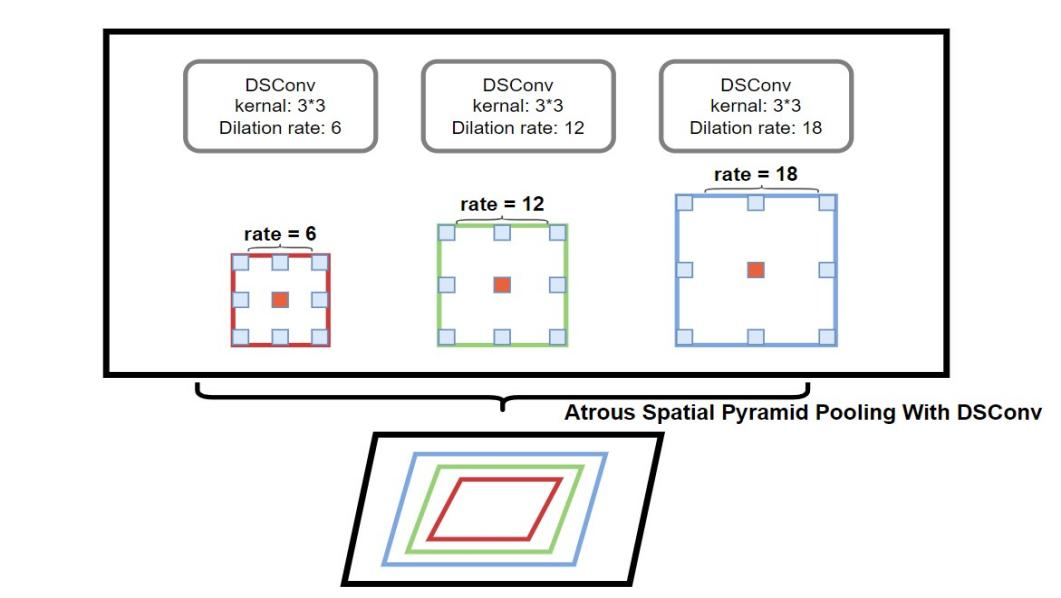 DSConv
kernal: 3*3
Dilation rate: 6
DSConv
kernal: 3*3
Dilation rate: 12
DSConv
kernal: 3*3
Dilation rate: 18
rate = 6
rate = 12
rate = 18
Atrous Spatial Pyramid Pooling With DSConv